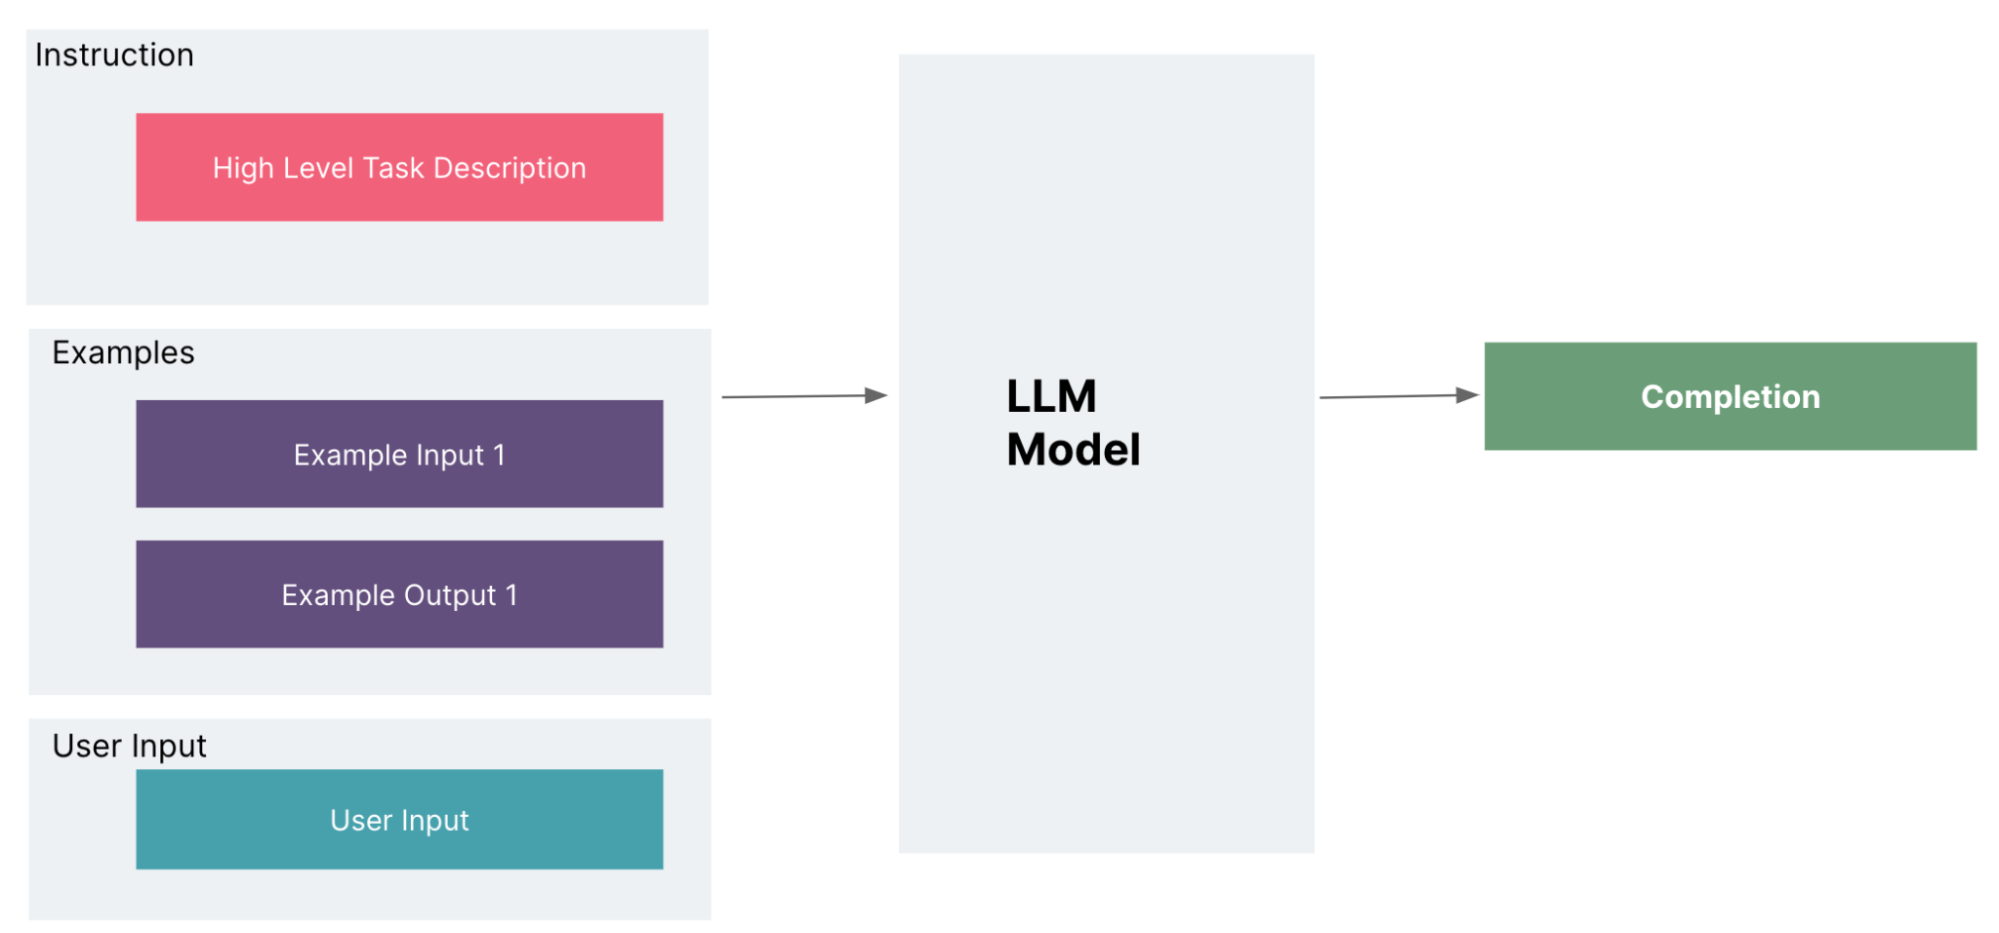 Instruction
High Level Task Description
Examples
Example Input 1
Example Output 1
User Input
User Input
LLM
Model
Completion